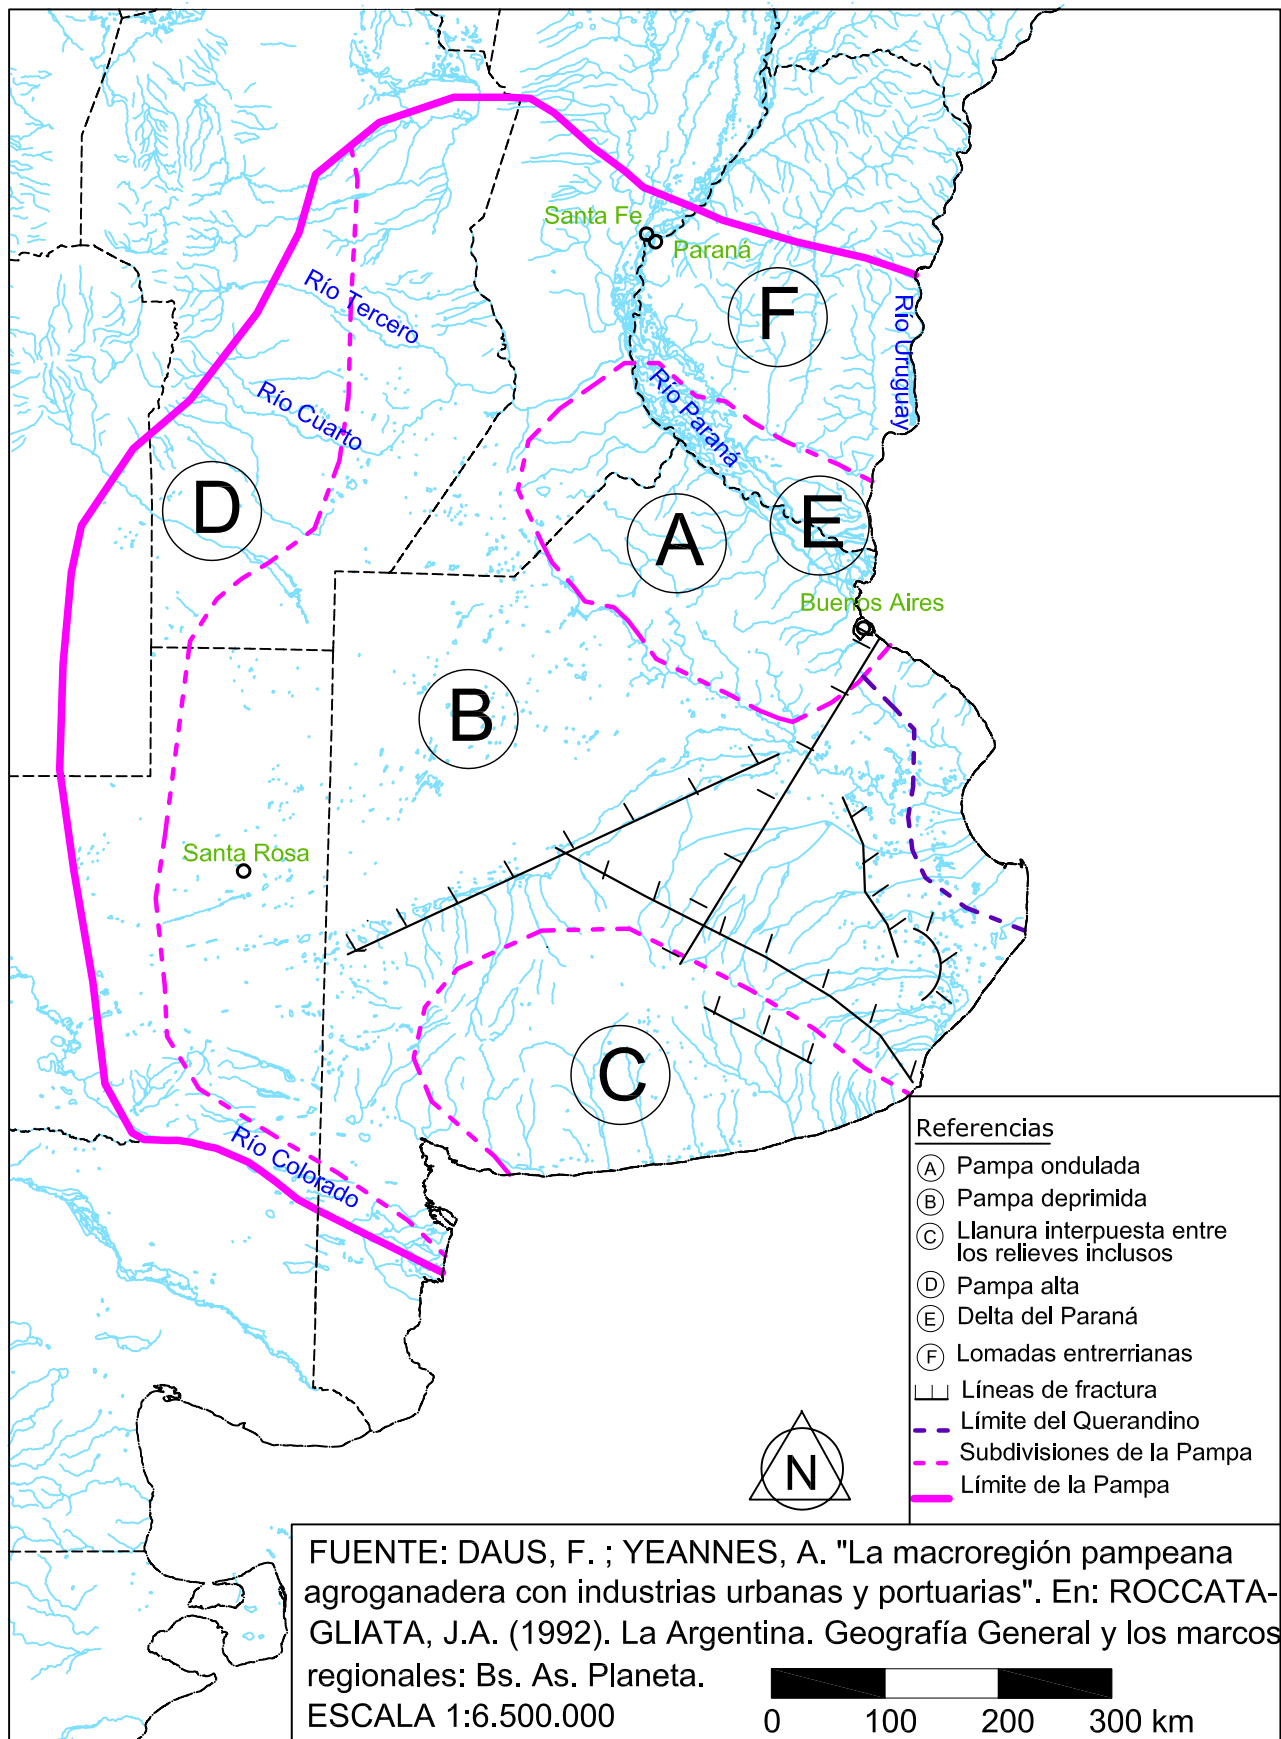 Santa Fe
Paraná
Río Tercero
F
Río Uruguay
Río Cuarto
Río Paraná
D
A
E
Buenos Aires
B
Santa Rosa
C
Río Colorado
Referencias
A Pampa ondulada
B Pampa deprimida
C Llanura interpuesta entre
los relieves inclusos
D Pampa alta
E Delta del Paraná
F Lomadas entrerrianas
Líneas de fractura
Límite del Querandino
Subdivisiones de la Pampa
Límite de la Pampa
N
FUENTE: DAUS, F. ; YEANNES, A. "La macroregión pampeana
agroganadera con industrias urbanas y portuarias". En: ROCCATA-
GLIATA, J.A. (1992). La Argentina. Geografía General y los marcos
regionales: Bs. As. Planeta.
ESCALA 1:6.500.000
0 100 200 300 km